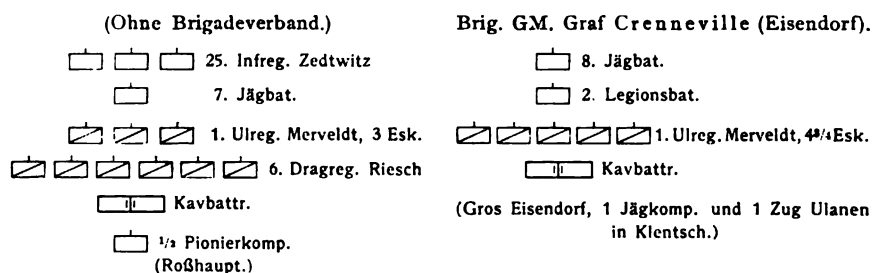 (Ohne Brigadeverband.)
25. Infreg. Zedtwitz
7. Jägbat.
1. Ulreg. Merveldt, 3 Esk.
6. Dragreg. Riesch
Kavbattr.
1/2 Pionierkomp.
(Roßhaupt.)
Brig. GM. Graf Crenneville (Eisendorf).
8. Jägbat.
2. Legionsbat.
1. Ulreg. Merveldt, 4 3/4 Esk.
Kavbattr.
(Gros Eisendorf, 1 Jägkomp. und 1 Zug Ulanen
in Klentsch.)